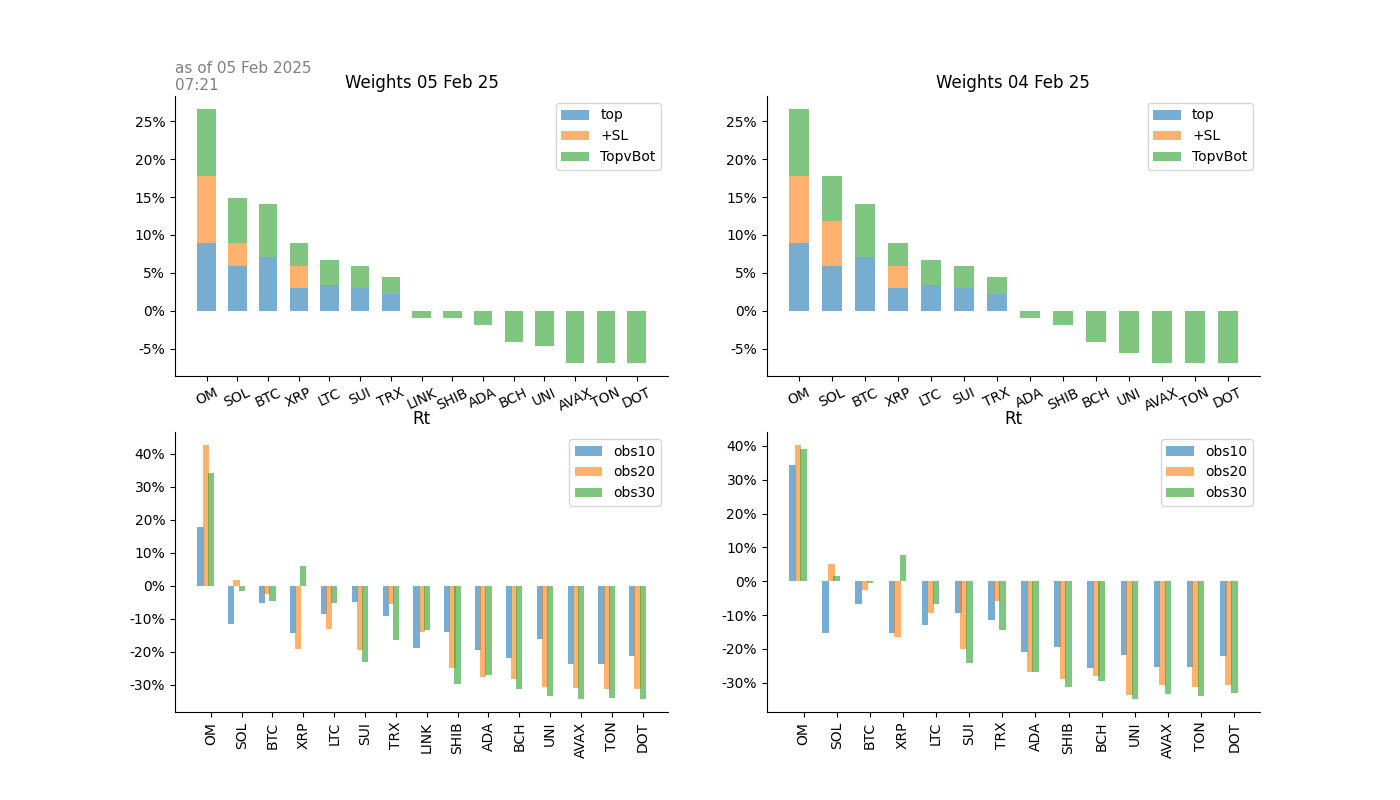 as of 05 Feb 2025
07:21
Weights 05 Feb 25
25%
20%
15%
10%
5%
0%
-5%
top
+SL
TopvBot
OM SOL BTC XRP LTC SUI TRX LINK SHIB ADA BCH UNI AVAX TON DOT
Weights 04 Feb 25
25%
20%
15%
10%
5%
0%
-5%
top
+SL
TopvBot
OM SOL BTC XRP LTC SUI TRX ADA SHIB BCH UNI AVAX TON DOT
Rt
40%
30%
20%
10%
0%
-10%
-20%
-30%
obs10
obs20
obs30
OM SOL BTC XRP LTC SUI TRX LINK SHIB ADA BCH UNI AVAX TON DOT
Rt
40%
30%
20%
10%
0%
-10%
-20%
-30%
obs10
obs20
obs30
OM SOL BTC XRP LTC SUI TRX ADA SHIB BCH UNI AVAX TON DOT